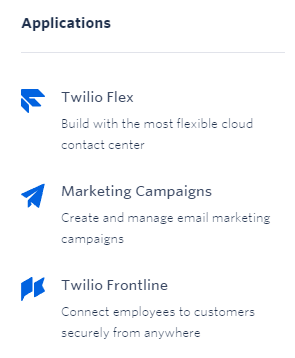 Applications
Twilio Flex
Build with the most flexible cloud
contact center
Marketing Campaigns
Create and manage email marketing
campaigns
Twilio Frontline
Connect employees to customers
securely from anywhere